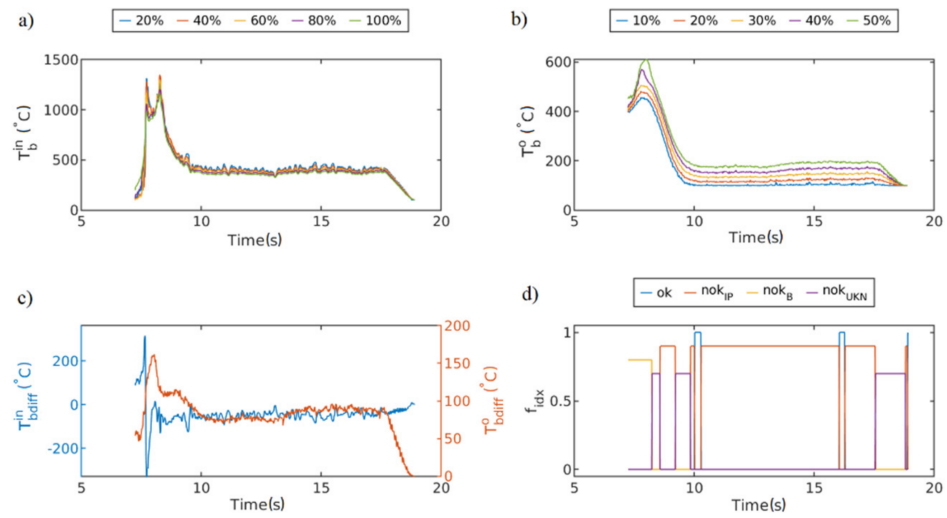 a)
20% 40% 60% 80% 100%
T_b^in (°C)
1500
1000
500
0
5 10 15 20
Time(s)
b)
10% 20% 30% 40% 50%
T_b^o (°C)
600
400
200
0
5 10 15 20
Time(s)
c)
T_bdiff^in (°C)
200
0
-200
T_bdiff^o (°C)
200
150
100
50
0
5 10 15 20
Time(s)
d)
ok nok_IP nok_B nok_UKN
f_idx
1
0.5
0
5 10 15 20
Time(s)